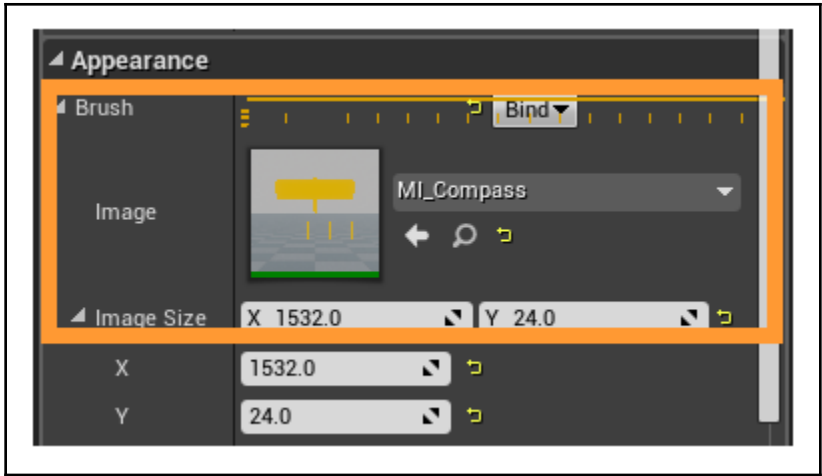 Appearance
Brush Bind
Image MI_Compass
Image Size X 1532.0 Y 24.0
X 1532.0
Y 24.0